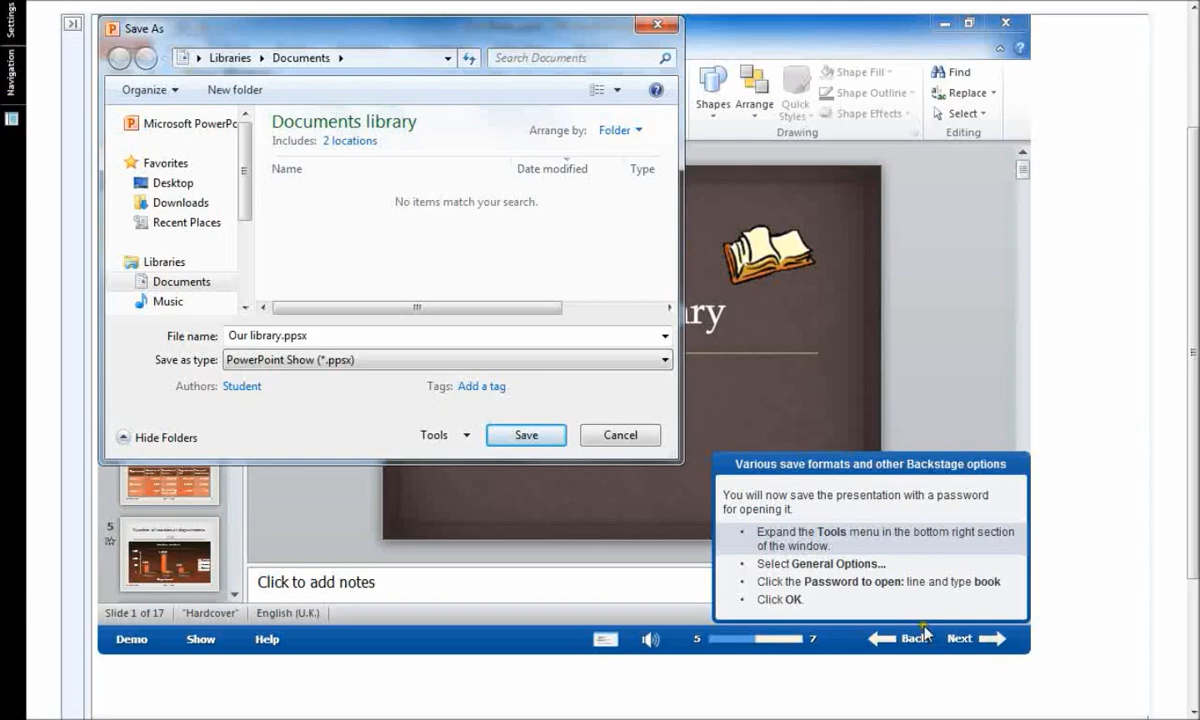 Settings
Navigation
Save As
Libraries
Documents
Search Documents
Organize
New folder
Microsoft PowerPc
Favorites
Desktop
Downloads
Recent Places
Libraries
Documents
Music
Documents library
Includes: 2 locations
Arrange by: Folder
Name
Date modified
Type
No items match your search.
File name: Our library.ppsx
Save as type: PowerPoint Show (*.ppsx)
Authors: Student
Tags: Add a tag
Hide Folders
Tools
Save
Cancel
Shapes
Arrange
Quick
Styles
Shape Fill
Shape Outline
Shape Effects
Drawing
Find
Replace
Select
Editing
ary
5
Click to add notes
Slide 1 of 17
"Hardcover"
English (U.K.)
Various save formats and other Backstage options
You will now save the presentation with a password
for opening it.
• Expand the Tools menu in the bottom right section
of the window.
• Select General Options...
• Click the Password to open: line and type book
• Click OK.
Demo
Show
Help
5
7
Back
Next